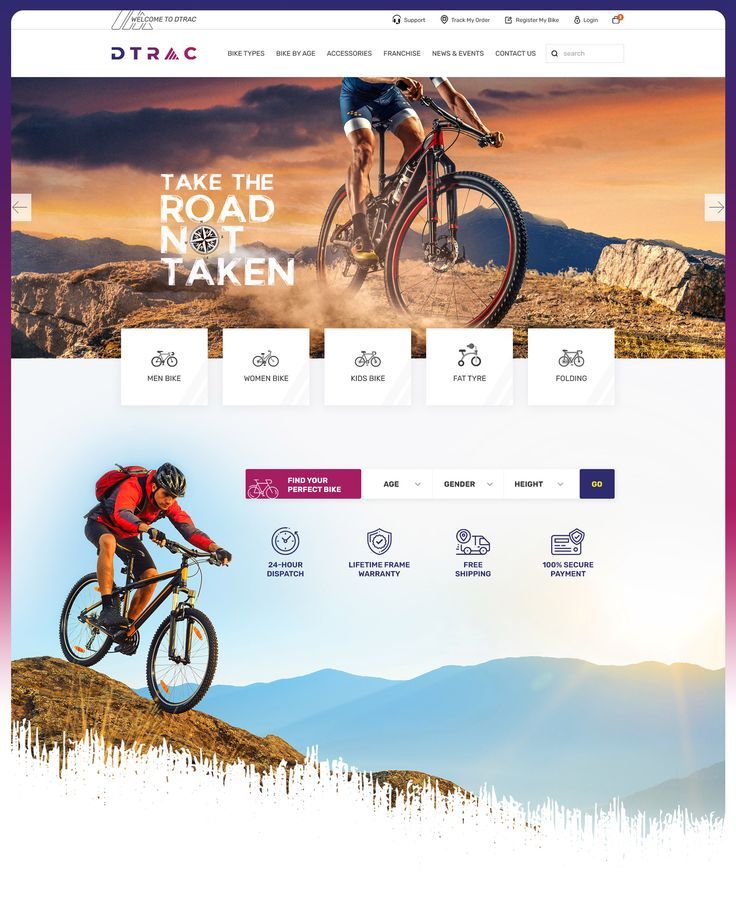 WELCOME TO DTRAC
Support
Track My Order
Register My Bike
Login
DTRAC
BIKE TYPES
BIKE BY AGE
ACCESSORIES
FRANCHISE
NEWS & EVENTS
CONTACT US
search
TAKE THE
ROAD
NOT
TAKEN
MEN BIKE
WOMEN BIKE
KIDS BIKE
FAT TYRE
FOLDING
FIND YOUR
PERFECT BIKE
AGE
GENDER
HEIGHT
GO
24-HOUR
DISPATCH
LIFETIME FRAME
WARRANTY
FREE
SHIPPING
100% SECURE
PAYMENT